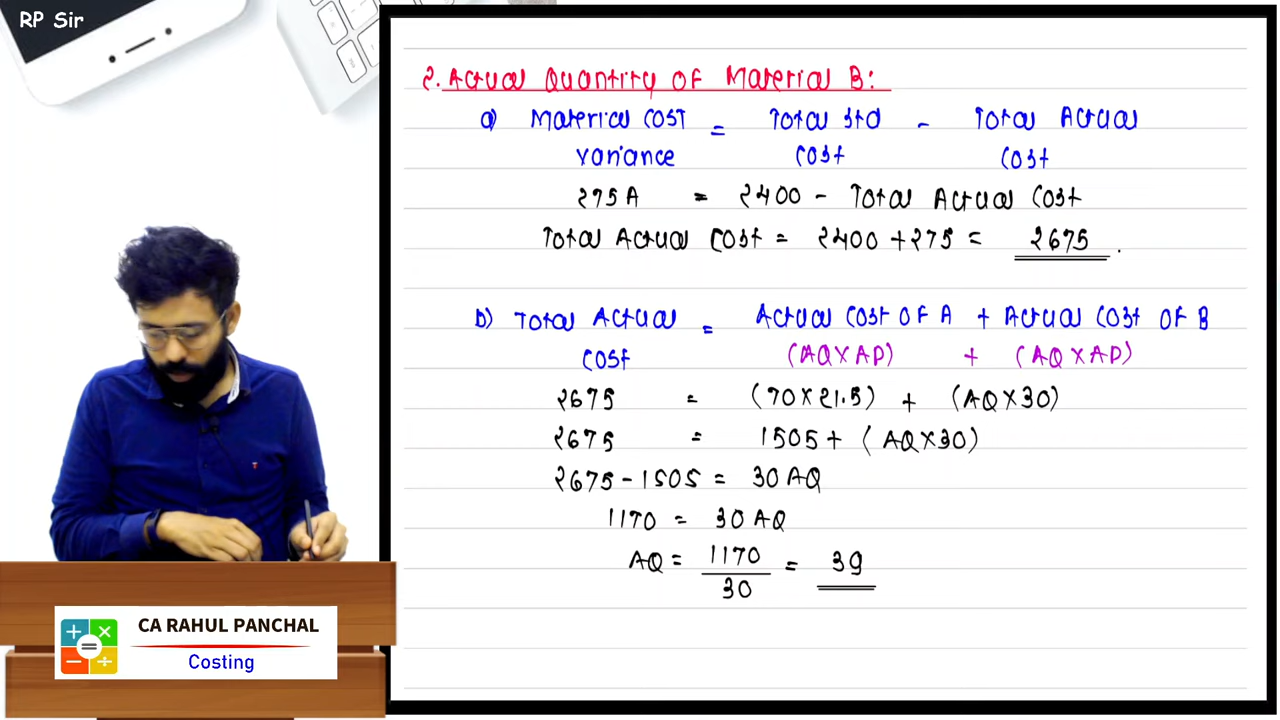 RP Sir
2. Actual Quantity of Material B:
a) Material Cost = Total Std - Total Actual
variance Cost Cost
275A = 2400 - Total Actual Cost
Total Actual Cost = 2400 + 275 = 2675
b) Total Actual = Actual Cost of A + Actual Cost of B
Cost (AQ X AP) + (AQ X AP)
2675 = (70 X 21.5) + (AQ X 30)
2675 = 1505 + (AQ X 30)
2675 - 1505 = 30 AQ
1170 = 30 AQ
AQ = 1170 = 39
30
CA RAHUL PANCHAL
Costing